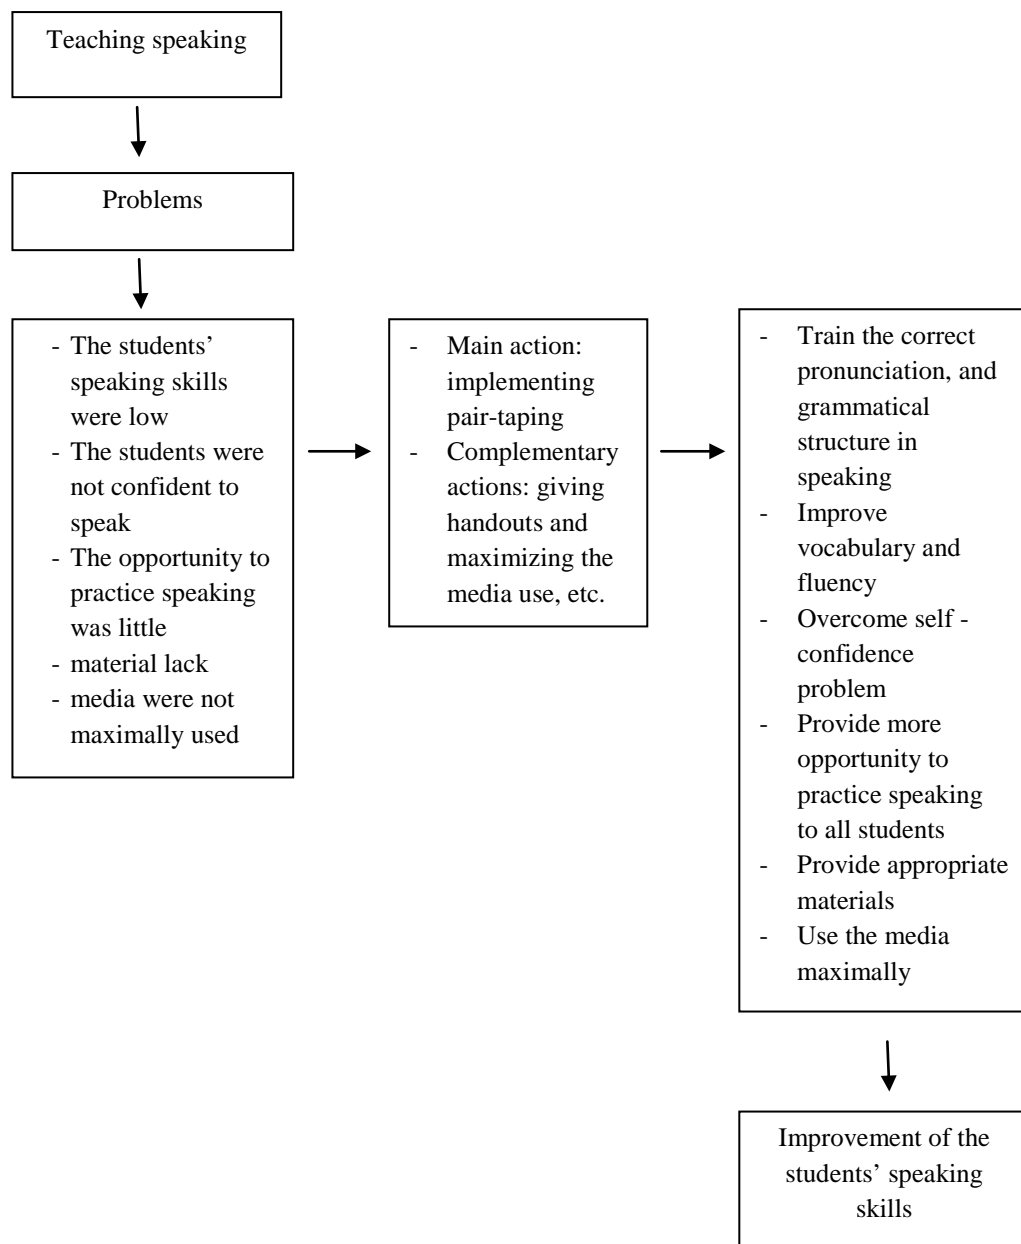 Teaching speaking
Problems
- The students’
speaking skills
were low
- The students were
not confident to
speak
- The opportunity to
practice speaking
was little
- material lack
- media were not
maximally used
- Main action:
implementing
pair-taping
- Complementary
actions: giving
handouts and
maximizing the
media use, etc.
- Train the correct
pronunciation, and
grammatical
structure in
speaking
- Improve
vocabulary and
fluency
- Overcome self -
confidence
problem
- Provide more
opportunity to
practice speaking
to all students
- Provide appropriate
materials
- Use the media
maximally
Improvement of the
students’ speaking
skills